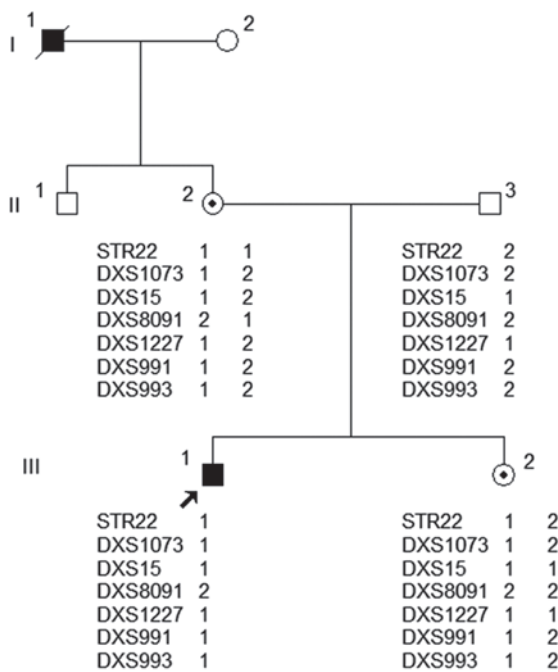 1 2
I
1 2 3
II
STR22 1 1 STR22 2
DXS1073 1 2 DXS1073 2
DXS15 1 2 DXS15 1
DXS8091 2 1 DXS8091 2
DXS1227 1 2 DXS1227 1
DXS991 1 2 DXS991 2
DXS993 1 2 DXS993 2
III 1 2
STR22 1 STR22 1 2
DXS1073 1 DXS1073 1 2
DXS15 1 DXS15 1 1
DXS8091 2 DXS8091 2 2
DXS1227 1 DXS1227 1 1
DXS991 1 DXS991 1 2
DXS993 1 DXS993 1 2